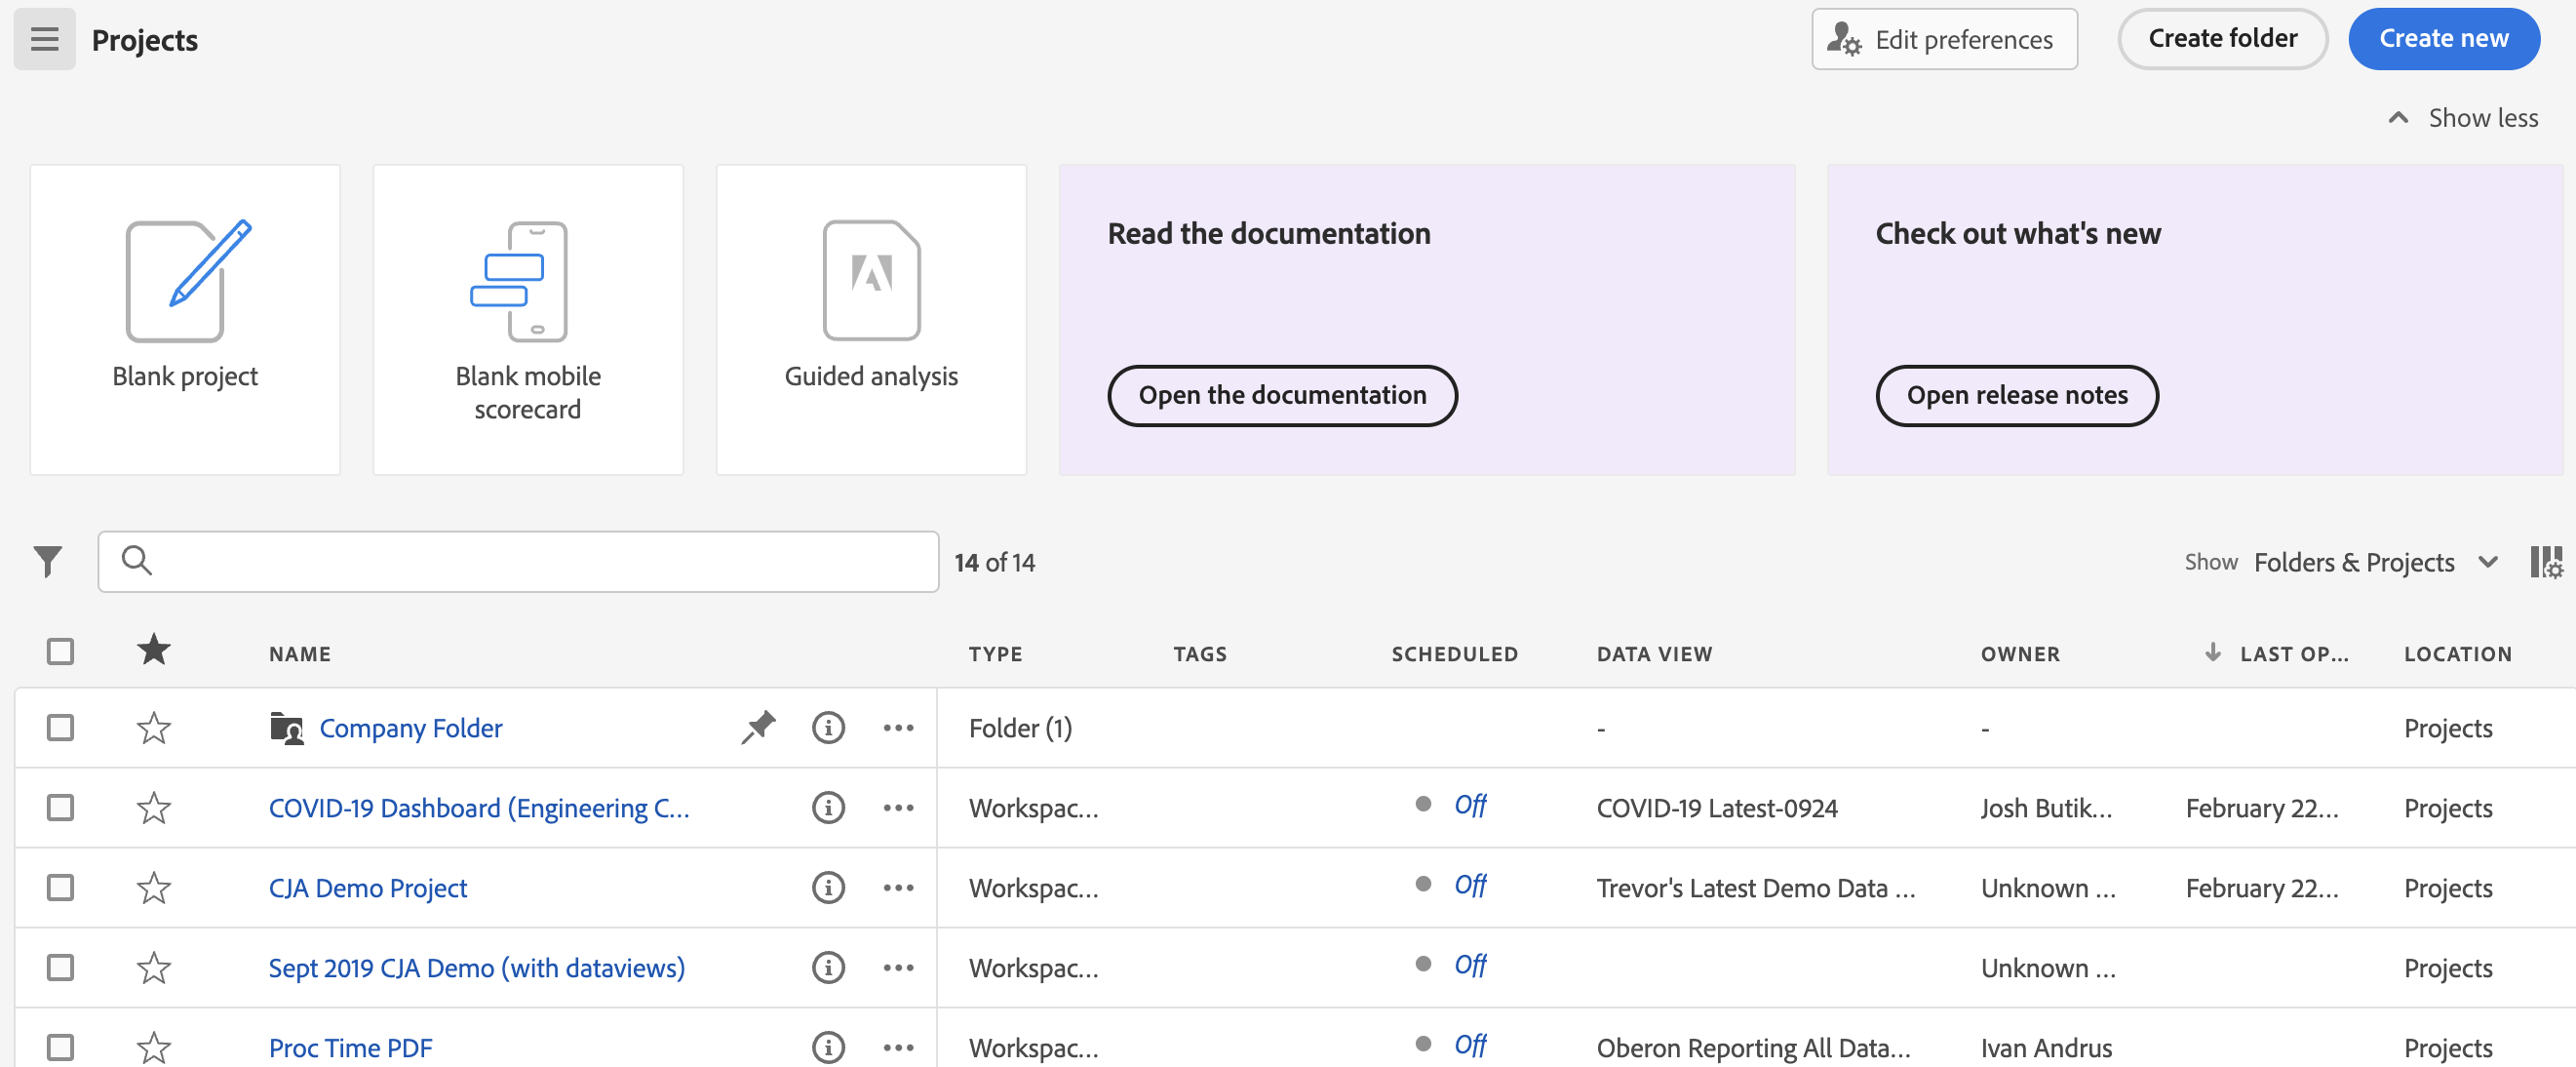 Projects
Edit preferences
Create folder
Create new
Show less
Blank project
Blank mobile
scorecard
Guided analysis
Read the documentation
Open the documentation
Check out what's new
Open release notes
14 of 14
Show Folders & Projects
NAME TYPE TAGS SCHEDULED DATA VIEW OWNER LAST OP... LOCATION
Company Folder Folder (1) - - Projects
COVID-19 Dashboard (Engineering C... Workspac... Off COVID-19 Latest-0924 Josh Butik... February 22... Projects
CJA Demo Project Workspac... Off Trevor's Latest Demo Data ... Unknown ... February 22... Projects
Sept 2019 CJA Demo (with dataviews) Workspac... Off Unknown ... Projects
Proc Time PDF Workspac... Off Oberon Reporting All Data... Ivan Andrus Projects